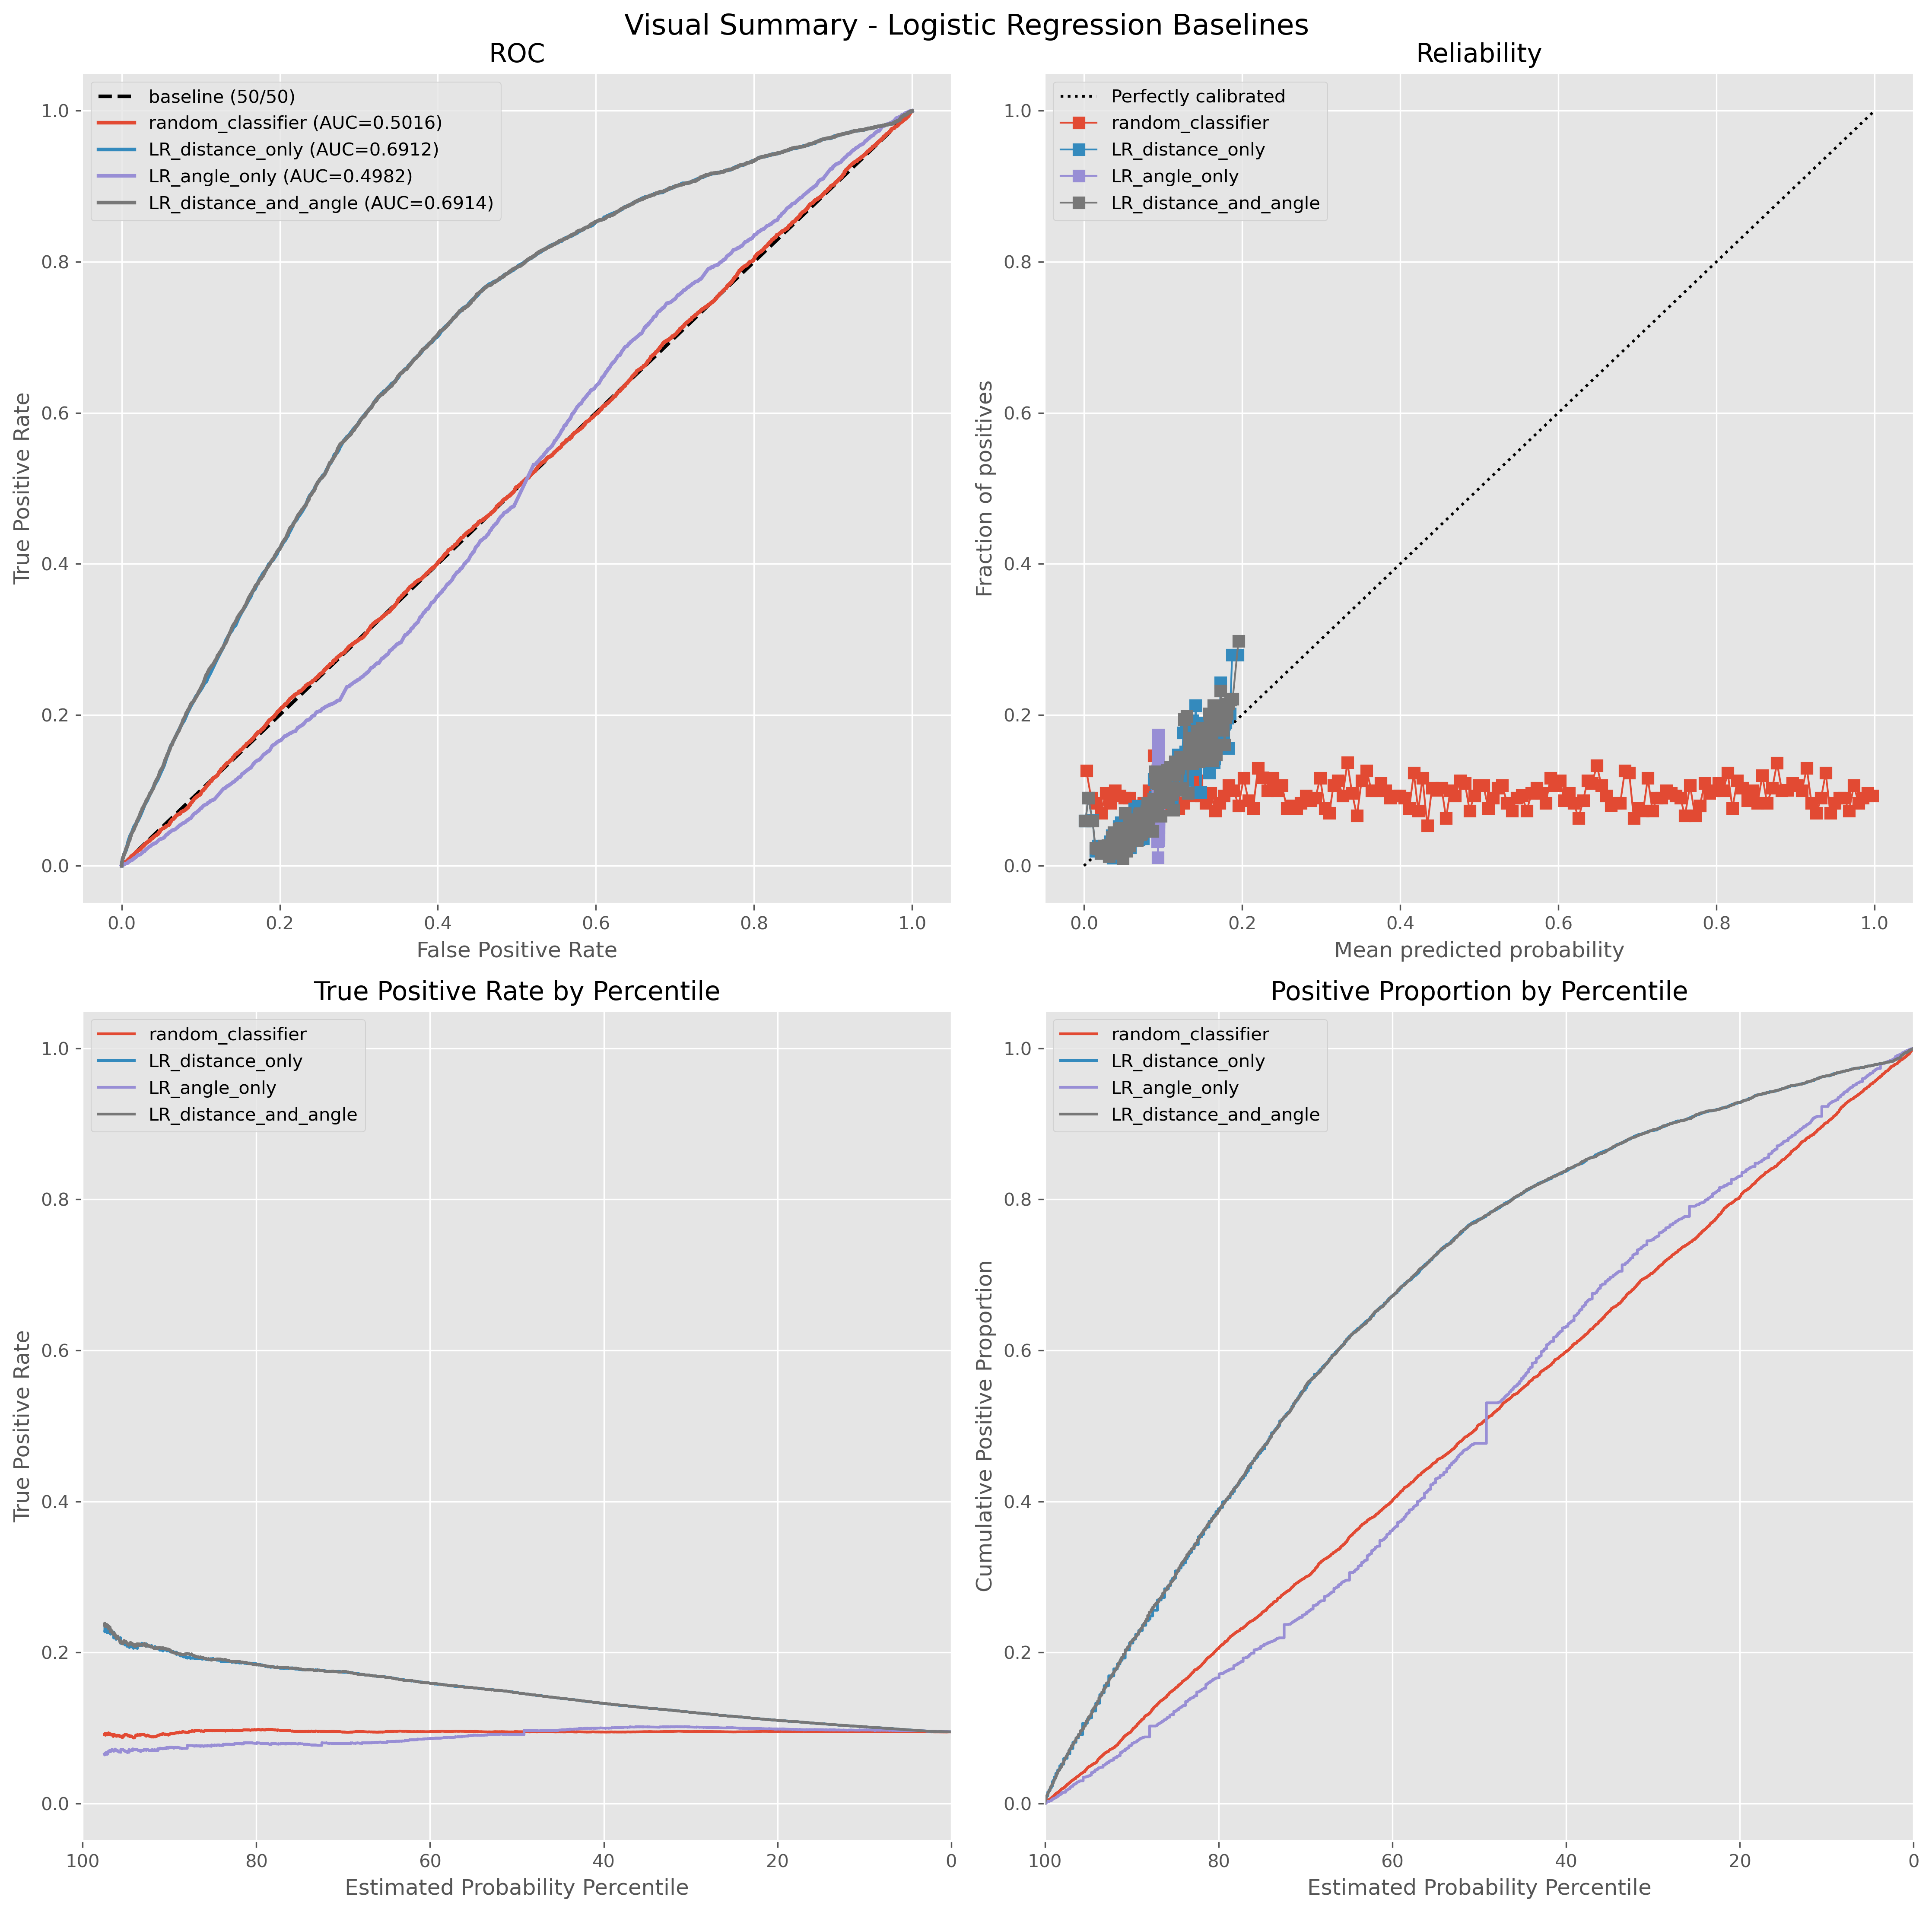 Visual Summary - Logistic Regression Baselines
ROC
baseline (50/50)
random_classifier (AUC=0.5016)
LR_distance_only (AUC=0.6912)
LR_angle_only (AUC=0.4982)
LR_distance_and_angle (AUC=0.6914)
1.0
0.8
0.6
0.4
0.2
0.0
True Positive Rate
0.0 0.2 0.4 0.6 0.8 1.0
False Positive Rate
Reliability
Perfectly calibrated
random_classifier
LR_distance_only
LR_angle_only
LR_distance_and_angle
1.0
0.8
0.6
0.4
0.2
0.0
Fraction of positives
0.0 0.2 0.4 0.6 0.8 1.0
Mean predicted probability
True Positive Rate by Percentile
random_classifier
LR_distance_only
LR_angle_only
LR_distance_and_angle
1.0
0.8
0.6
0.4
0.2
0.0
True Positive Rate
100 80 60 40 20 0
Estimated Probability Percentile
Positive Proportion by Percentile
random_classifier
LR_distance_only
LR_angle_only
LR_distance_and_angle
1.0
0.8
0.6
0.4
0.2
0.0
Cumulative Positive Proportion
100 80 60 40 20 0
Estimated Probability Percentile